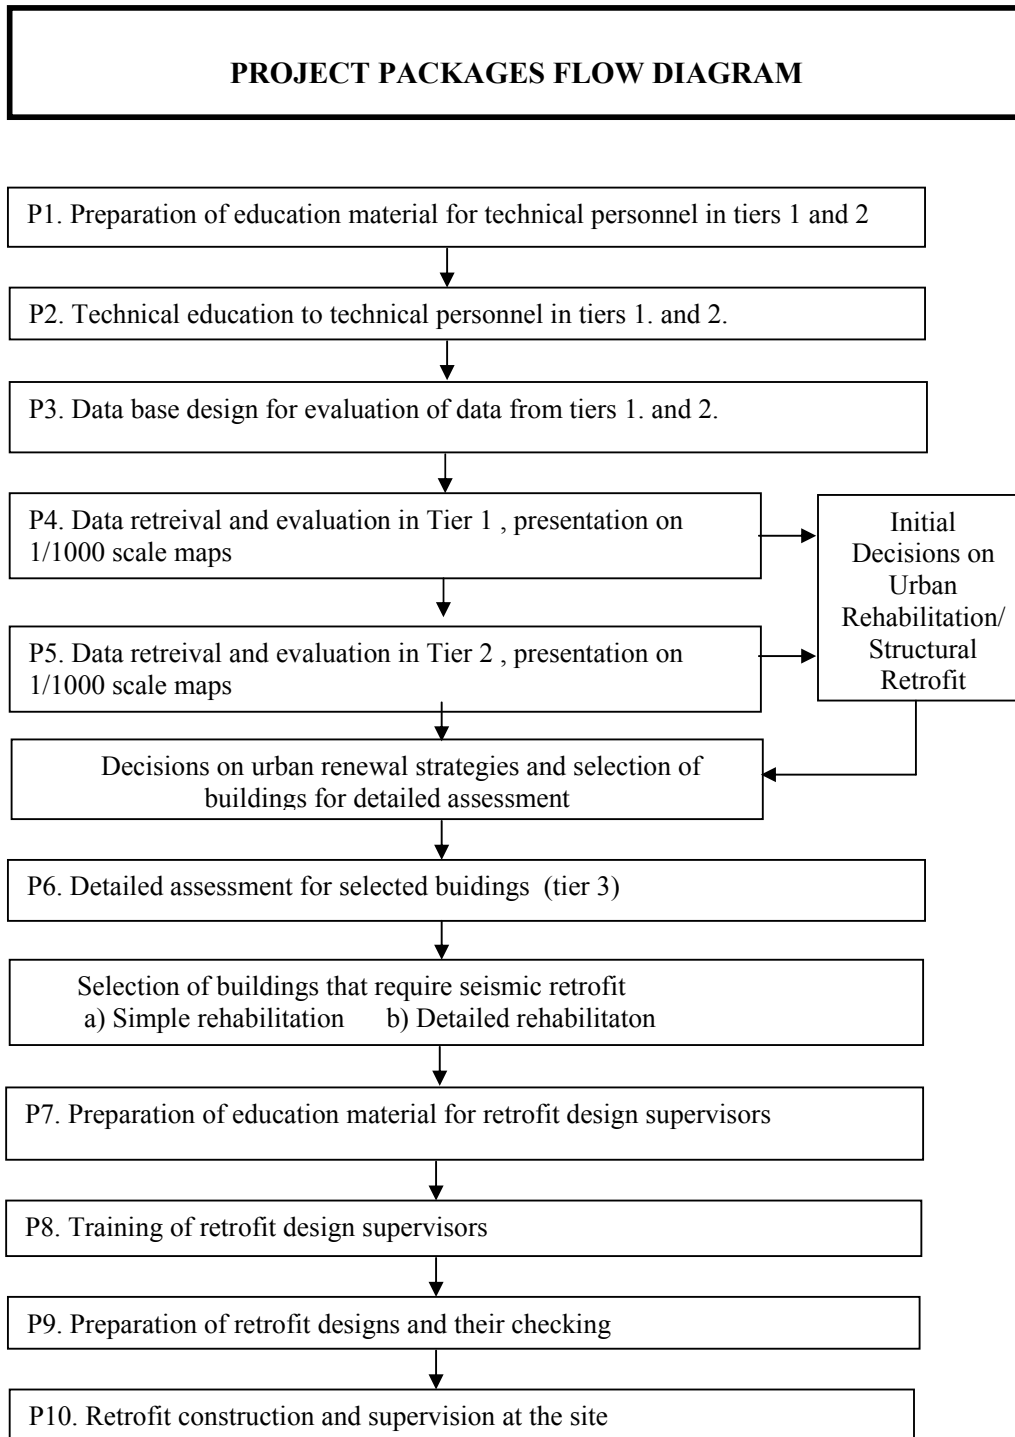 PROJECT PACKAGES FLOW DIAGRAM
P1. Preparation of education material for technical personnel in tiers 1 and 2
P2. Technical education to technical personnel in tiers 1. and 2.
P3. Data base design for evaluation of data from tiers 1. and 2.
P4. Data retreival and evaluation in Tier 1 , presentation on
1/1000 scale maps
Initial
Decisions on
Urban
Rehabilitation/
Structural
Retrofit
P5. Data retreival and evaluation in Tier 2 , presentation on
1/1000 scale maps
Decisions on urban renewal strategies and selection of
buildings for detailed assessment
P6. Detailed assessment for selected buidings (tier 3)
Selection of buildings that require seismic retrofit
a) Simple rehabilitation b) Detailed rehabilitaton
P7. Preparation of education material for retrofit design supervisors
P8. Training of retrofit design supervisors
P9. Preparation of retrofit designs and their checking
P10. Retrofit construction and supervision at the site